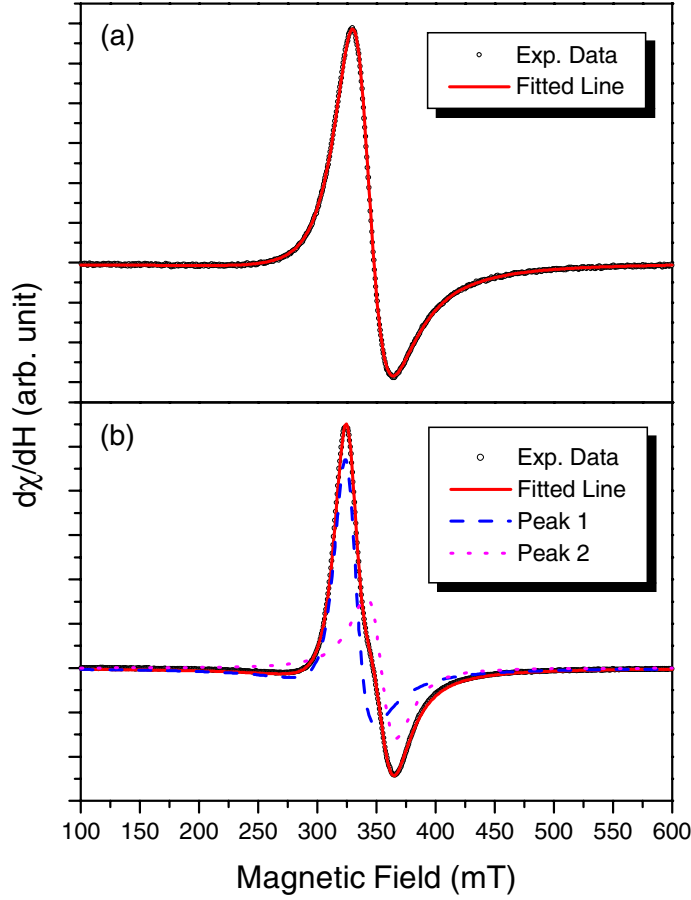 (a)
Exp. Data
Fitted Line
dχ/dH (arb. unit)
(b)
Exp. Data
Fitted Line
Peak 1
Peak 2
100 150 200 250 300 350 400 450 500 550 600
Magnetic Field (mT)